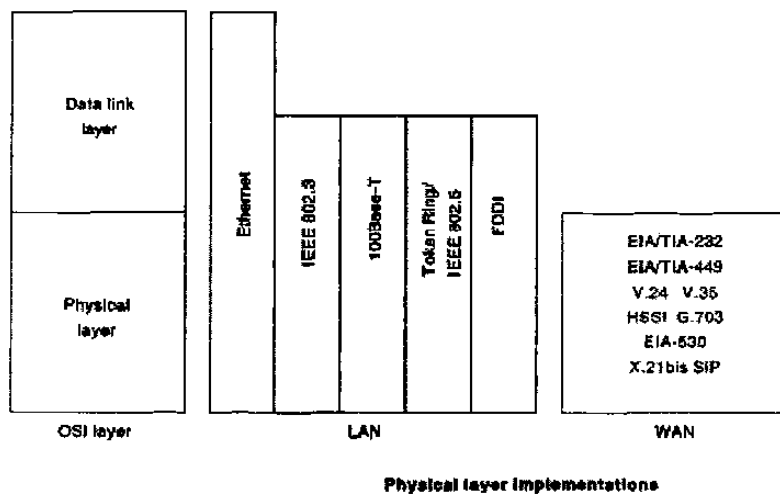 Data link
layer
Physical
layer
OSI layer
Ethernet
IEEE 802.3
100Base-T
Token Ring/
IEEE 802.5
FDDI
LAN
EIA/TIA-232
EIA/TIA-449
V.24 V.35
HSSI G.703
EIA-530
X.21bis SIP
WAN
Physical layer implementations